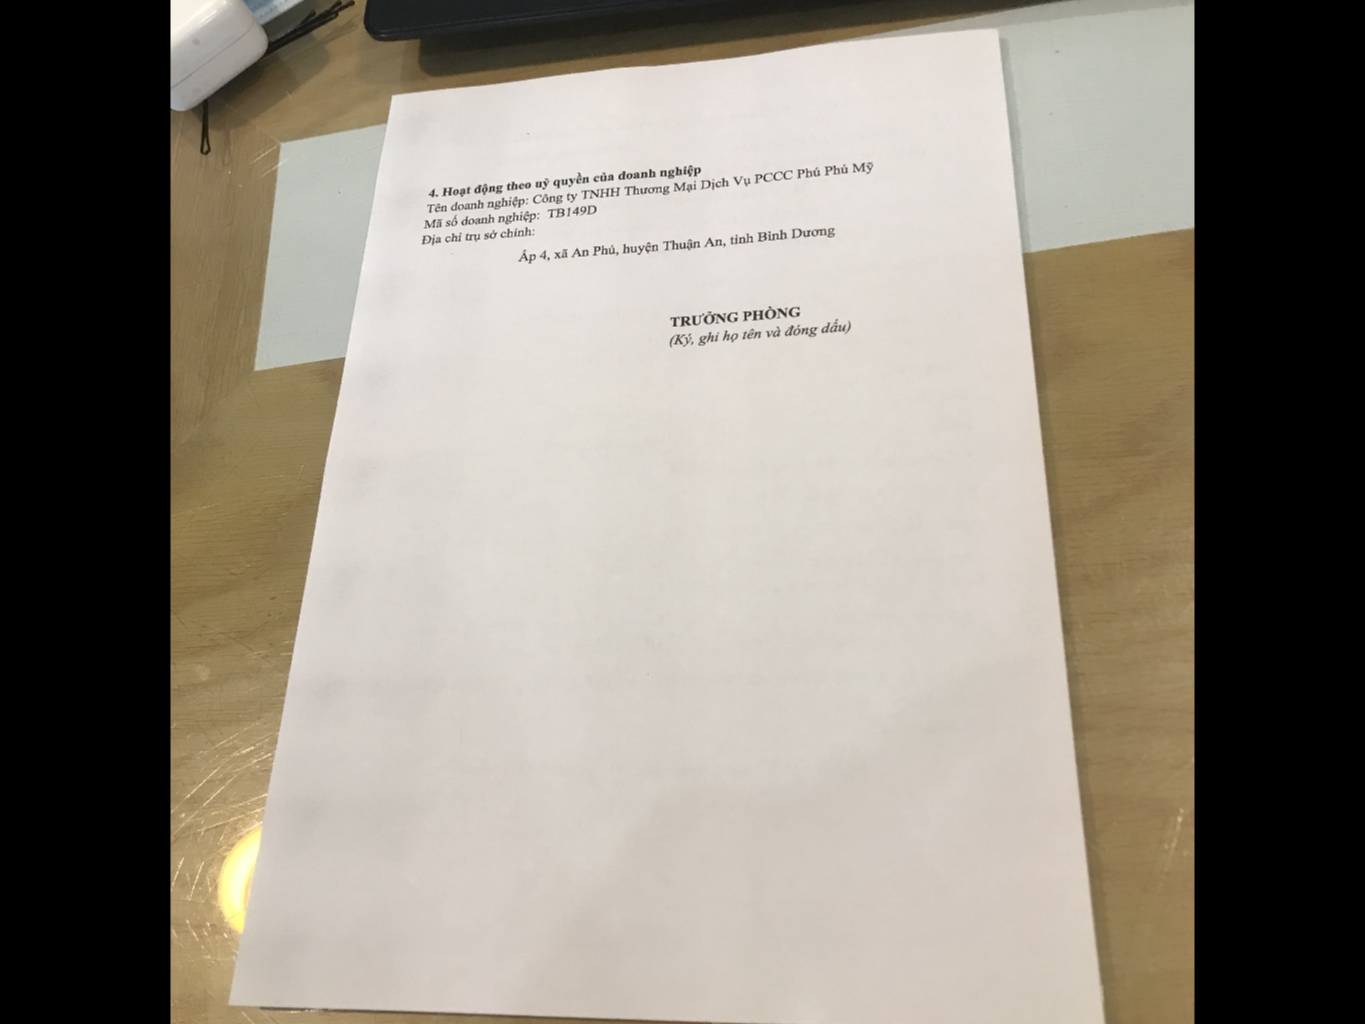 4. Hoạt động theo uỷ quyền của doanh nghiệp
Tên doanh nghiệp: Công ty TNHH Thương Mại Dịch Vụ PCCC Phú Phú Mỹ
Mã số doanh nghiệp: TB149D
Địa chỉ trụ sở chính:
Ấp 4, xã An Phú, huyện Thuận An, tỉnh Bình Dương
TRƯỞNG PHÒNG
(Ký, ghi họ tên và đóng dấu)